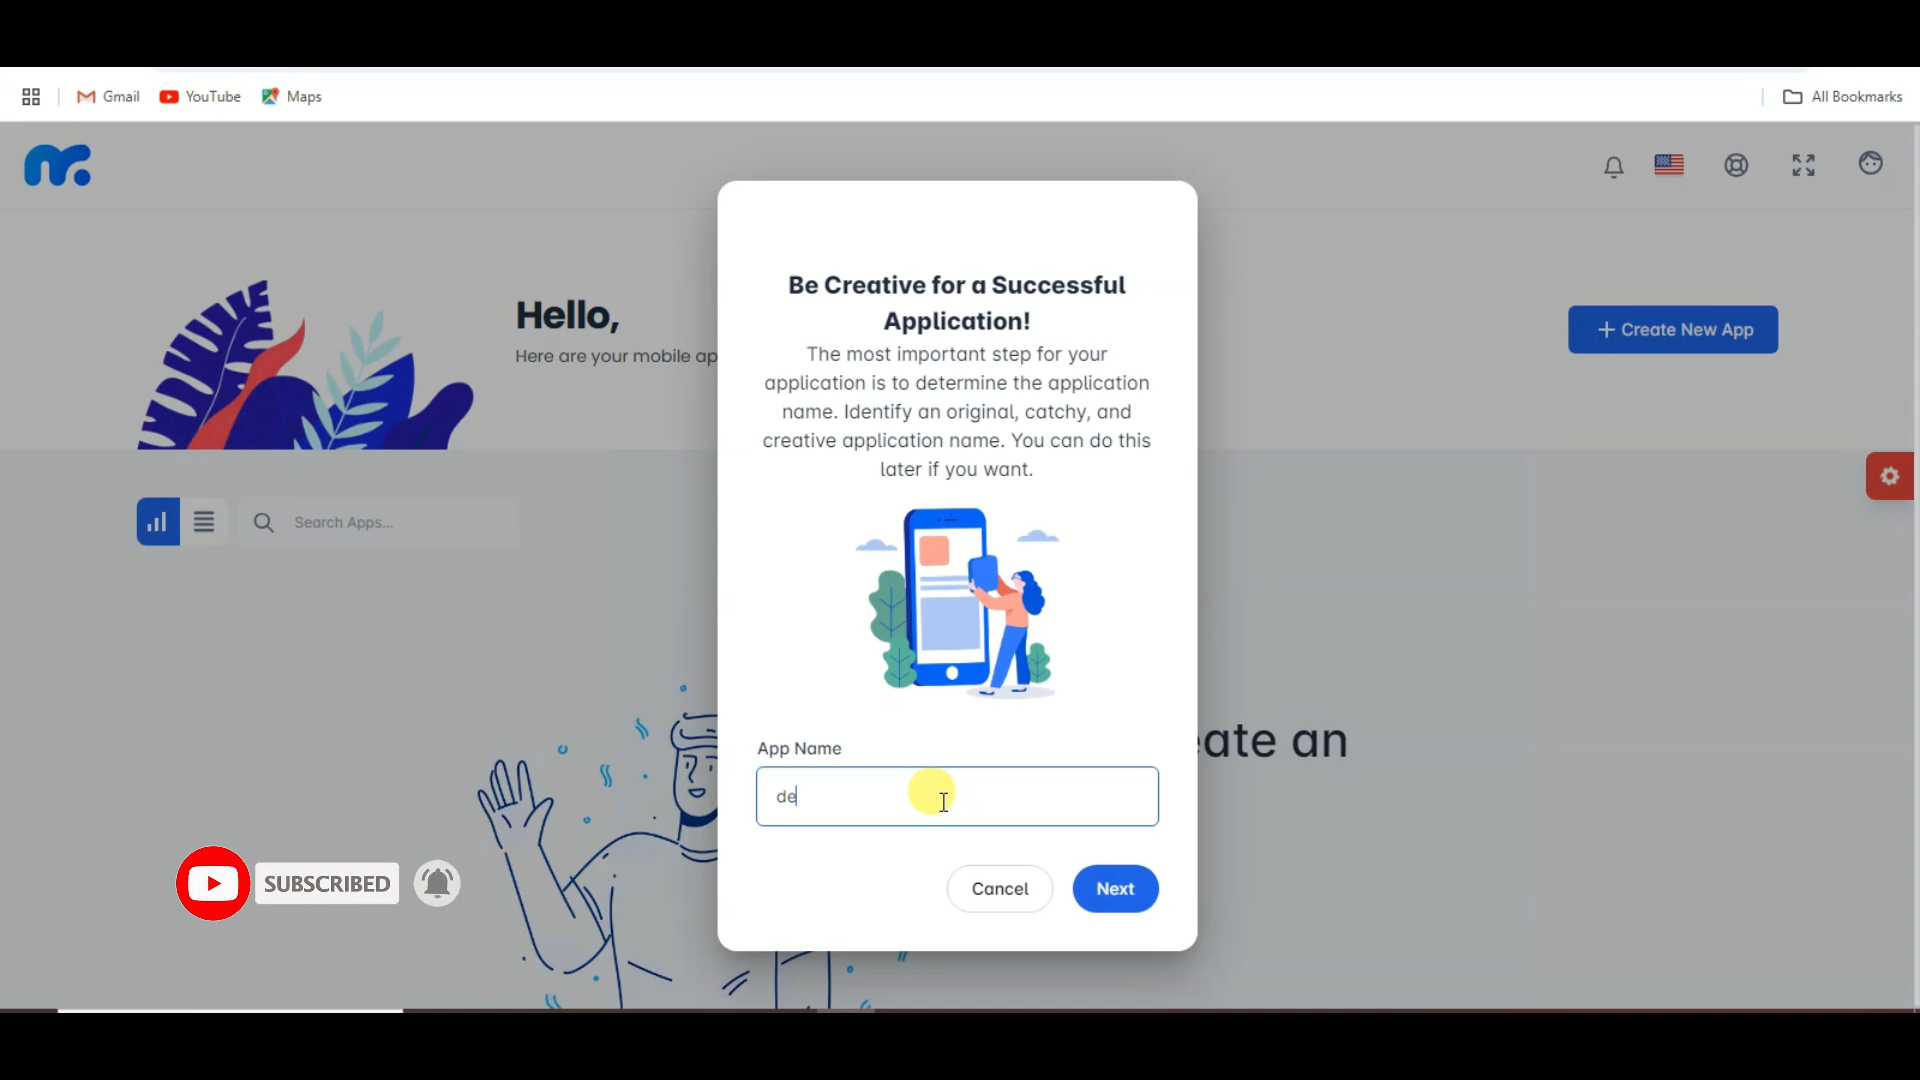 Gmail YouTube Maps All Bookmarks
Hello,
Here are your mobile ap
+ Create New App
Search Apps...
Be Creative for a Successful
Application!
The most important step for your
application is to determine the application
name. Identify an original, catchy, and
creative application name. You can do this
later if you want.
eate an
App Name
de
Cancel Next
SUBSCRIBED